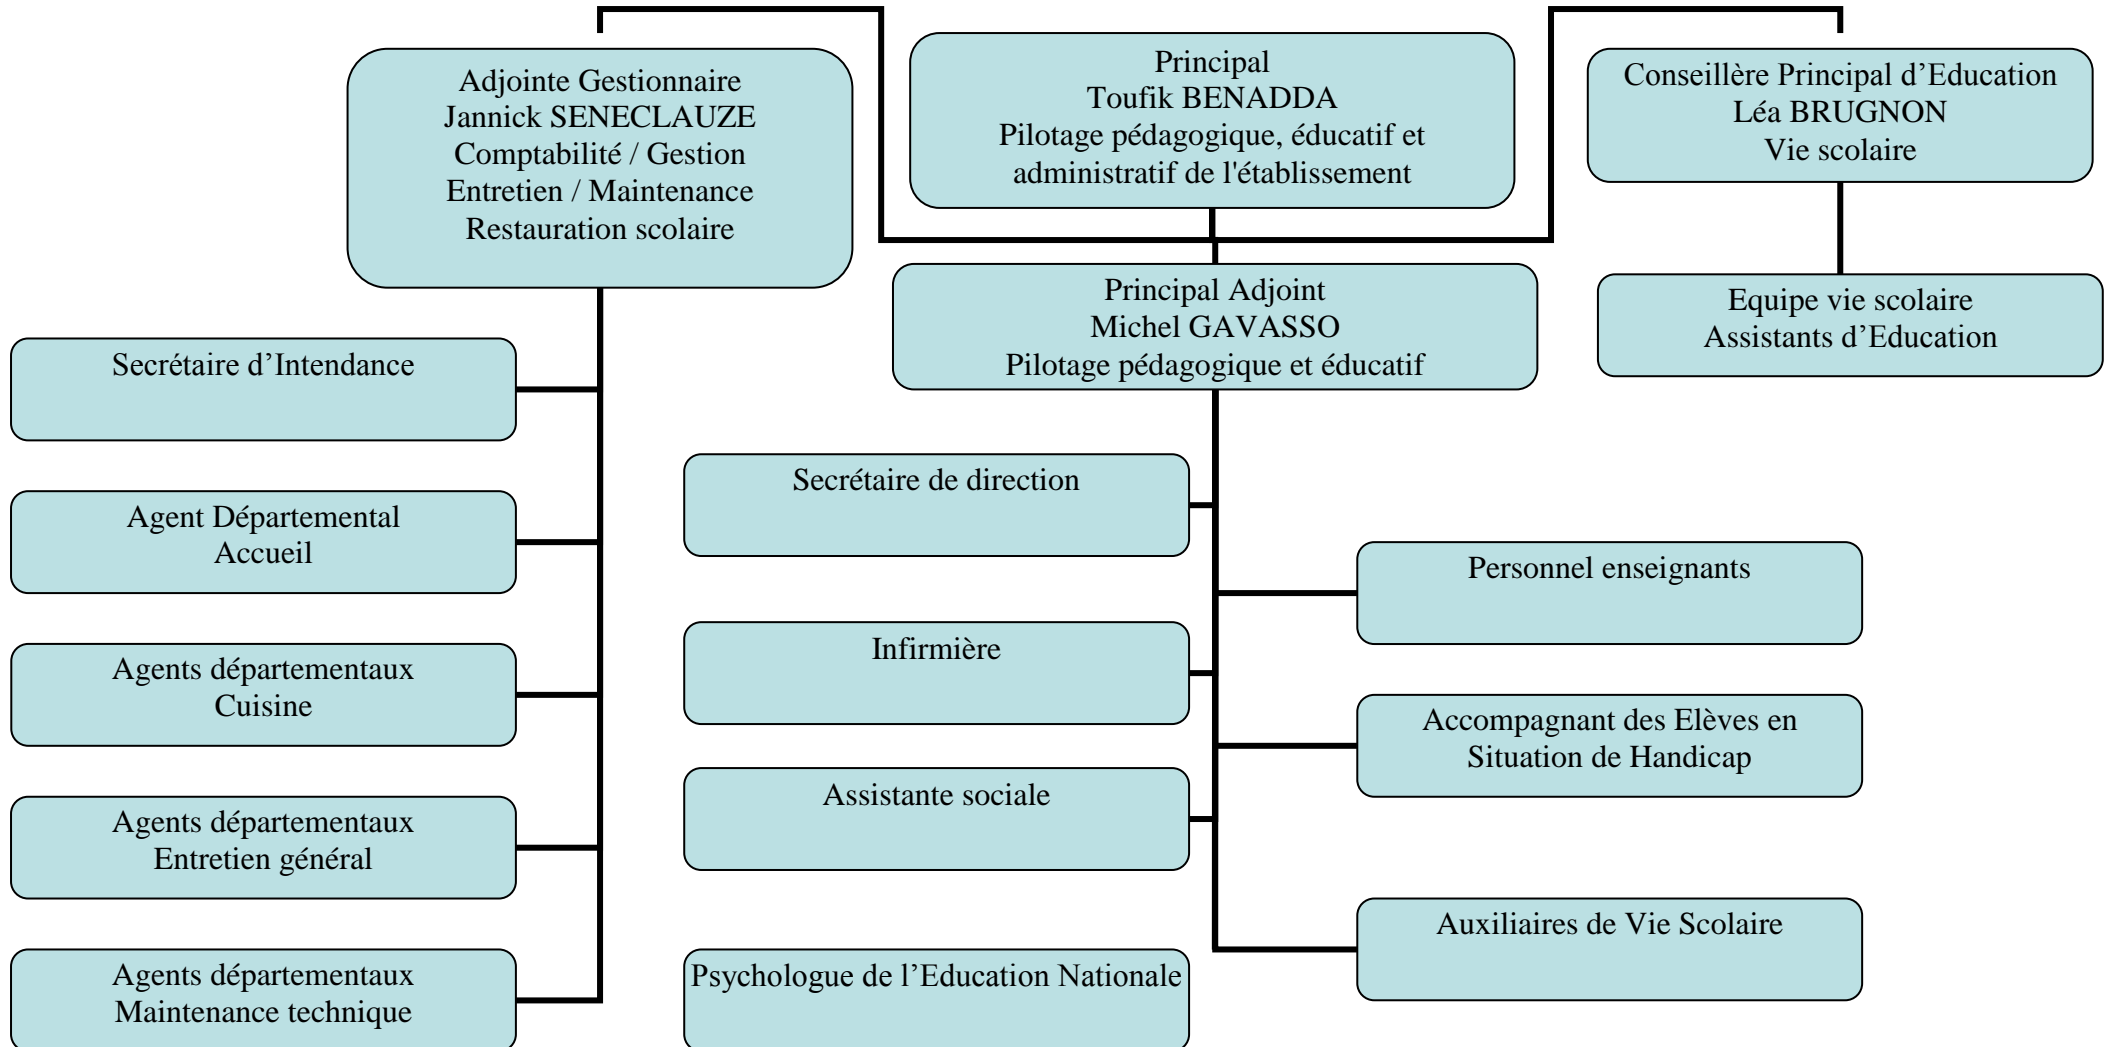 Adjointe Gestionnaire
Jannick SENECLAUZE
Comptabilité / Gestion
Entretien / Maintenance
Restauration scolaire
Principal
Toufik BENADDA
Pilotage pédagogique, éducatif et
administratif de l'établissement
Conseillère Principal d’Education
Léa BRUGNON
Vie scolaire
Principal Adjoint
Michel GAVASSO
Pilotage pédagogique et éducatif
Equipe vie scolaire
Assistants d’Education
Secrétaire d’Intendance
Agent Départemental
Accueil
Agents départementaux
Cuisine
Agents départementaux
Entretien général
Agents départementaux
Maintenance technique
Secrétaire de direction
Infirmière
Assistante sociale
Psychologue de l’Education Nationale
Personnel enseignants
Accompagnant des Elèves en
Situation de Handicap
Auxiliaires de Vie Scolaire